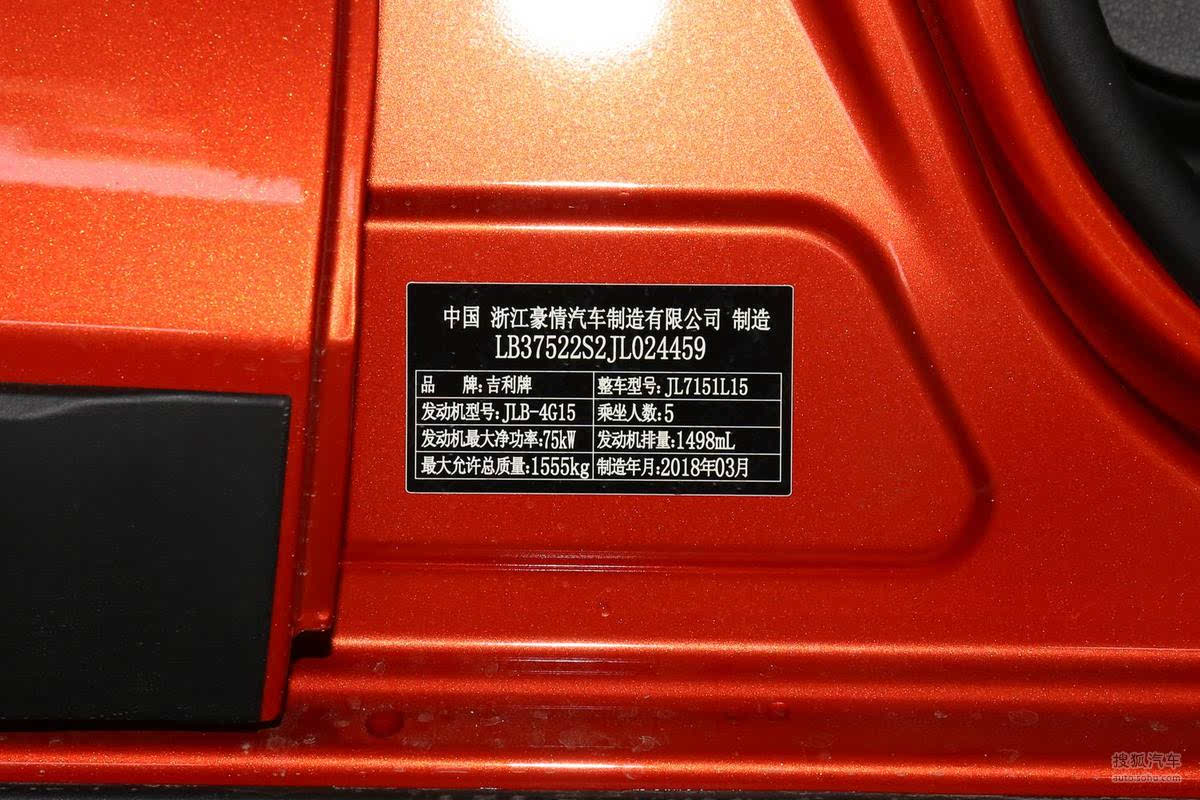 中国 浙江豪情汽车制造有限公司 制造
LB37522S2JL024459
品 牌:吉利牌 整车型号:JL7151L15
发动机型号:JLB-4G15 乘坐人数:5
发动机最大净功率:75kW 发动机排量:1498mL
最大允许总质量:1555kg 制造年月:2018年03月
搜狐汽车
auto.sohu.com